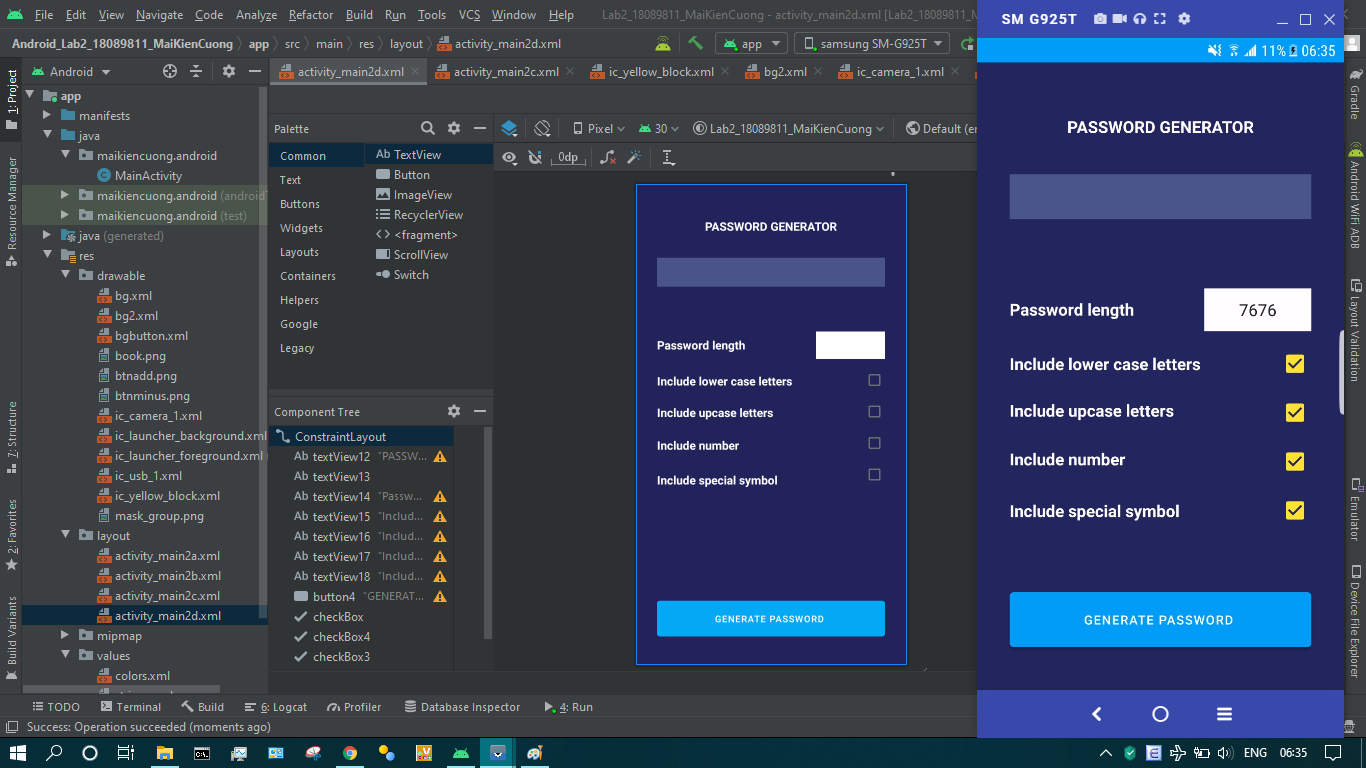 File Edit View Navigate Code Analyze Refactor Build Run Tools VCS Window Help Lab2_18089811_MaiKienCuong - activity_main2d.xml [Lab2_18089811_
Android_Lab2_18089811_MaiKienCuong app src main res layout activity_main2d.xml app samsung SM-G925T
Android activity_main2d.xml activity_main2c.xml ic_yellow_block.xml bg2.xml ic_camera_1.xml
1: Project
Resource Manager
7: Structure
2: Favorites
Build Variants
app
manifests
java
maikiencuong.android
MainActivity
maikiencuong.android
maikiencuong.android (test)
java (generated)
res
drawable
bg.xml
bg2.xml
bgbutton.xml
book.png
btnadd.png
btnminus.png
ic_camera_1.xml
ic_launcher_background.xml
ic_launcher_foreground.xml
ic_usb_1.xml
ic_yellow_block.xml
mask_group.png
layout
activity_main2a.xml
activity_main2b.xml
activity_main2c.xml
activity_main2d.xml
mipmap
values
colors.xml
Palette
Common
Text
Buttons
Widgets
Layouts
Containers
Helpers
Google
Legacy
Ab TextView
Button
ImageView
RecyclerView
<> <fragment>
ScrollView
Switch
Component Tree
ConstraintLayout
Ab textView12 "PASSW...
Ab textView13
Ab textView14 "Passw...
Ab textView15 "Includ...
Ab textView16 "Includ...
Ab textView17 "Includ...
Ab textView18 "Includ...
button4 "GENERAT...
checkBox
checkBox4
checkBox3
Pixel 30 Lab2_18089811_MaiKienCuong Default (en
0dp
PASSWORD GENERATOR
Password length
Include lower case letters
Include upcase letters
Include number
Include special symbol
GENERATE PASSWORD
SM G925T
11% 06:35
PASSWORD GENERATOR
Password length 7676
Include lower case letters
Include upcase letters
Include number
Include special symbol
GENERATE PASSWORD
Gradle
Android WiFi ADB
Layout Validation
Emulator
Device File Explorer
TODO Terminal Build 6: Logcat Profiler Database Inspector 4: Run
Success: Operation succeeded (moments ago)
ENG 06:35